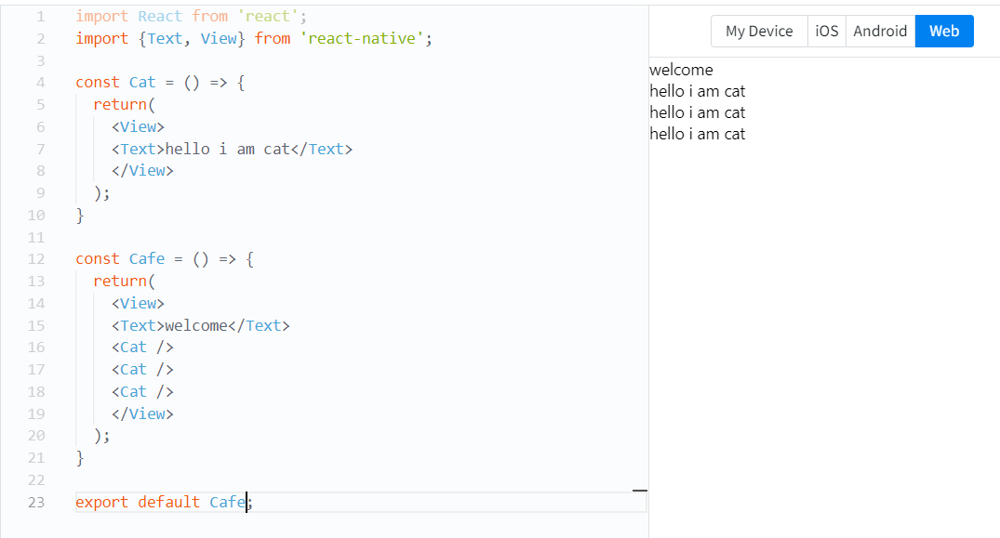 1 import React from 'react';
2 import {Text, View} from 'react-native';
3
4 const Cat = () => {
5 return(
6 <View>
7 <Text>hello i am cat</Text>
8 </View>
9 );
10 }
11
12 const Cafe = () => {
13 return(
14 <View>
15 <Text>welcome</Text>
16 <Cat />
17 <Cat />
18 <Cat />
19 </View>
20 );
21 }
22
23 export default Cafe;
My Device iOS Android Web
welcome
hello i am cat
hello i am cat
hello i am cat